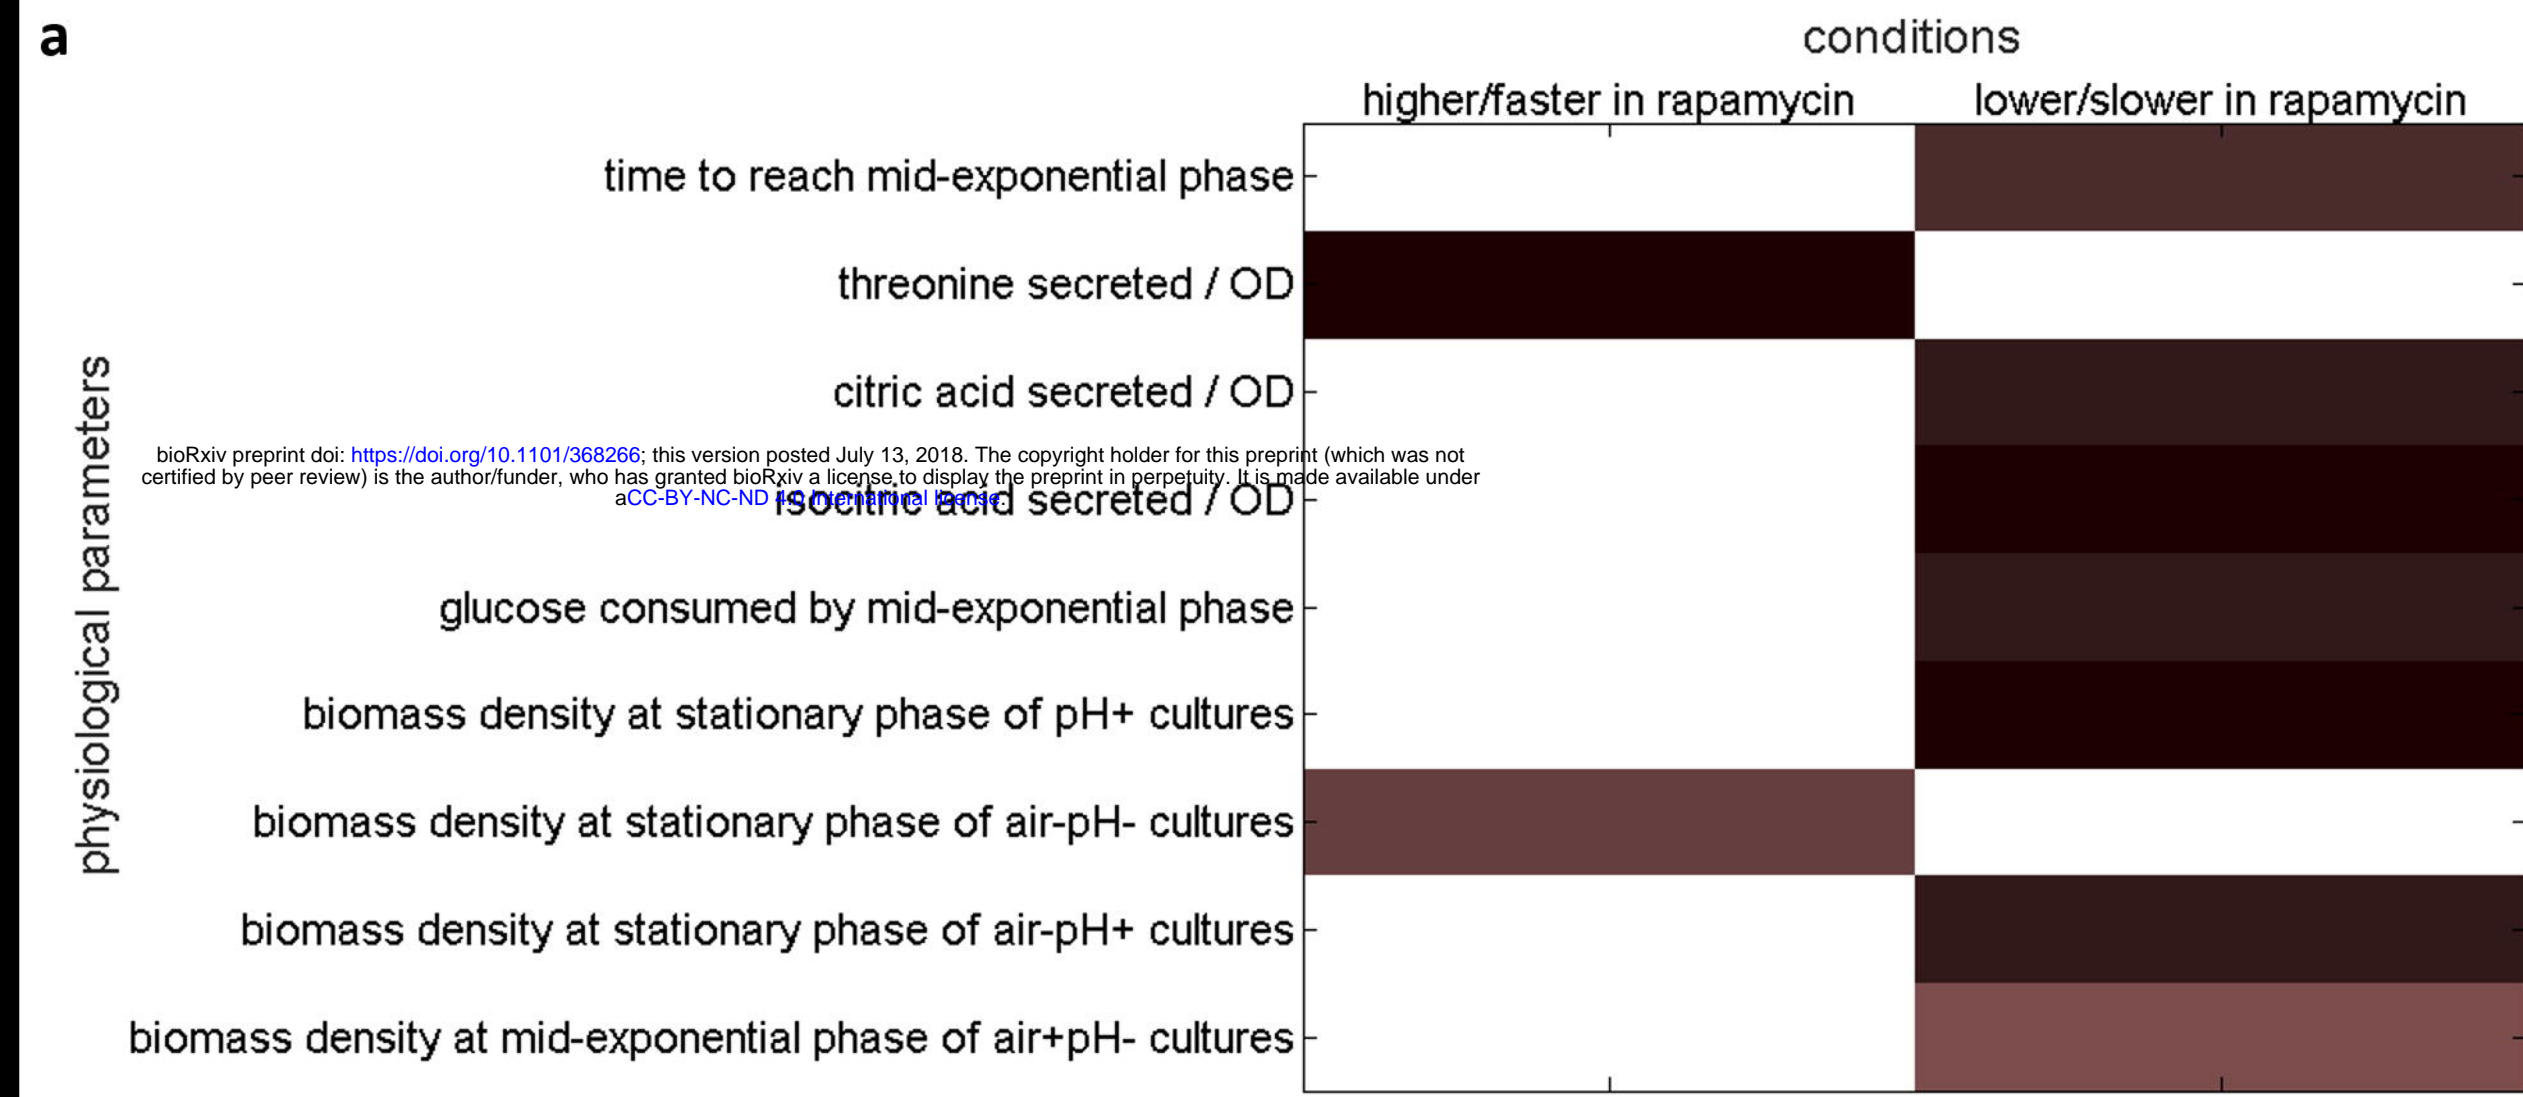 a
conditions
higher/faster in rapamycin lower/slower in rapamycin
physiological parameters
time to reach mid-exponential phase
threonine secreted / OD
citric acid secreted / OD
bioRxiv preprint doi: https://doi.org/10.1101/368266; this version posted July 13, 2018. The copyright holder for this preprint (which was not
certified by peer review) is the author/funder, who has granted bioRxiv a license to display the preprint in perpetuity. It is made available under
aCC-BY-NC-ND 4.0 International license.
isocitric acid secreted / OD
glucose consumed by mid-exponential phase
biomass density at stationary phase of pH+ cultures
biomass density at stationary phase of air-pH- cultures
biomass density at stationary phase of air-pH+ cultures
biomass density at mid-exponential phase of air+pH- cultures